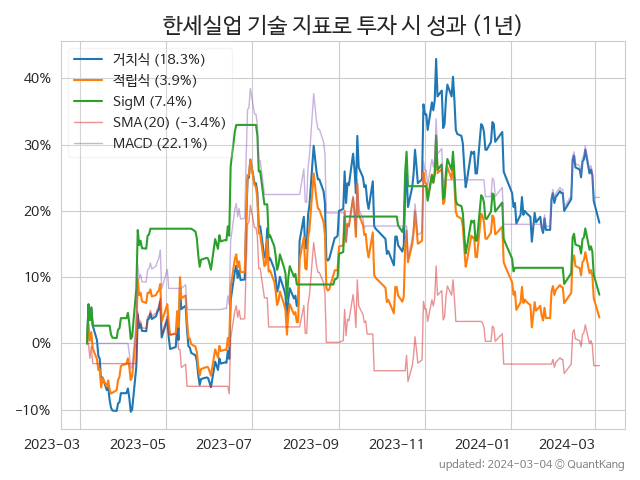 한세실업 기술 지표로 투자 시 성과 (1년)
거치식 (18.3%)
적립식 (3.9%)
SigM (7.4%)
SMA(20) (−3.4%)
MACD (22.1%)
40%
30%
20%
10%
0%
−10%
2023-03
2023-05
2023-07
2023-09
2023-11
2024-01
2024-03
updated: 2024-03-04 © QuantKang